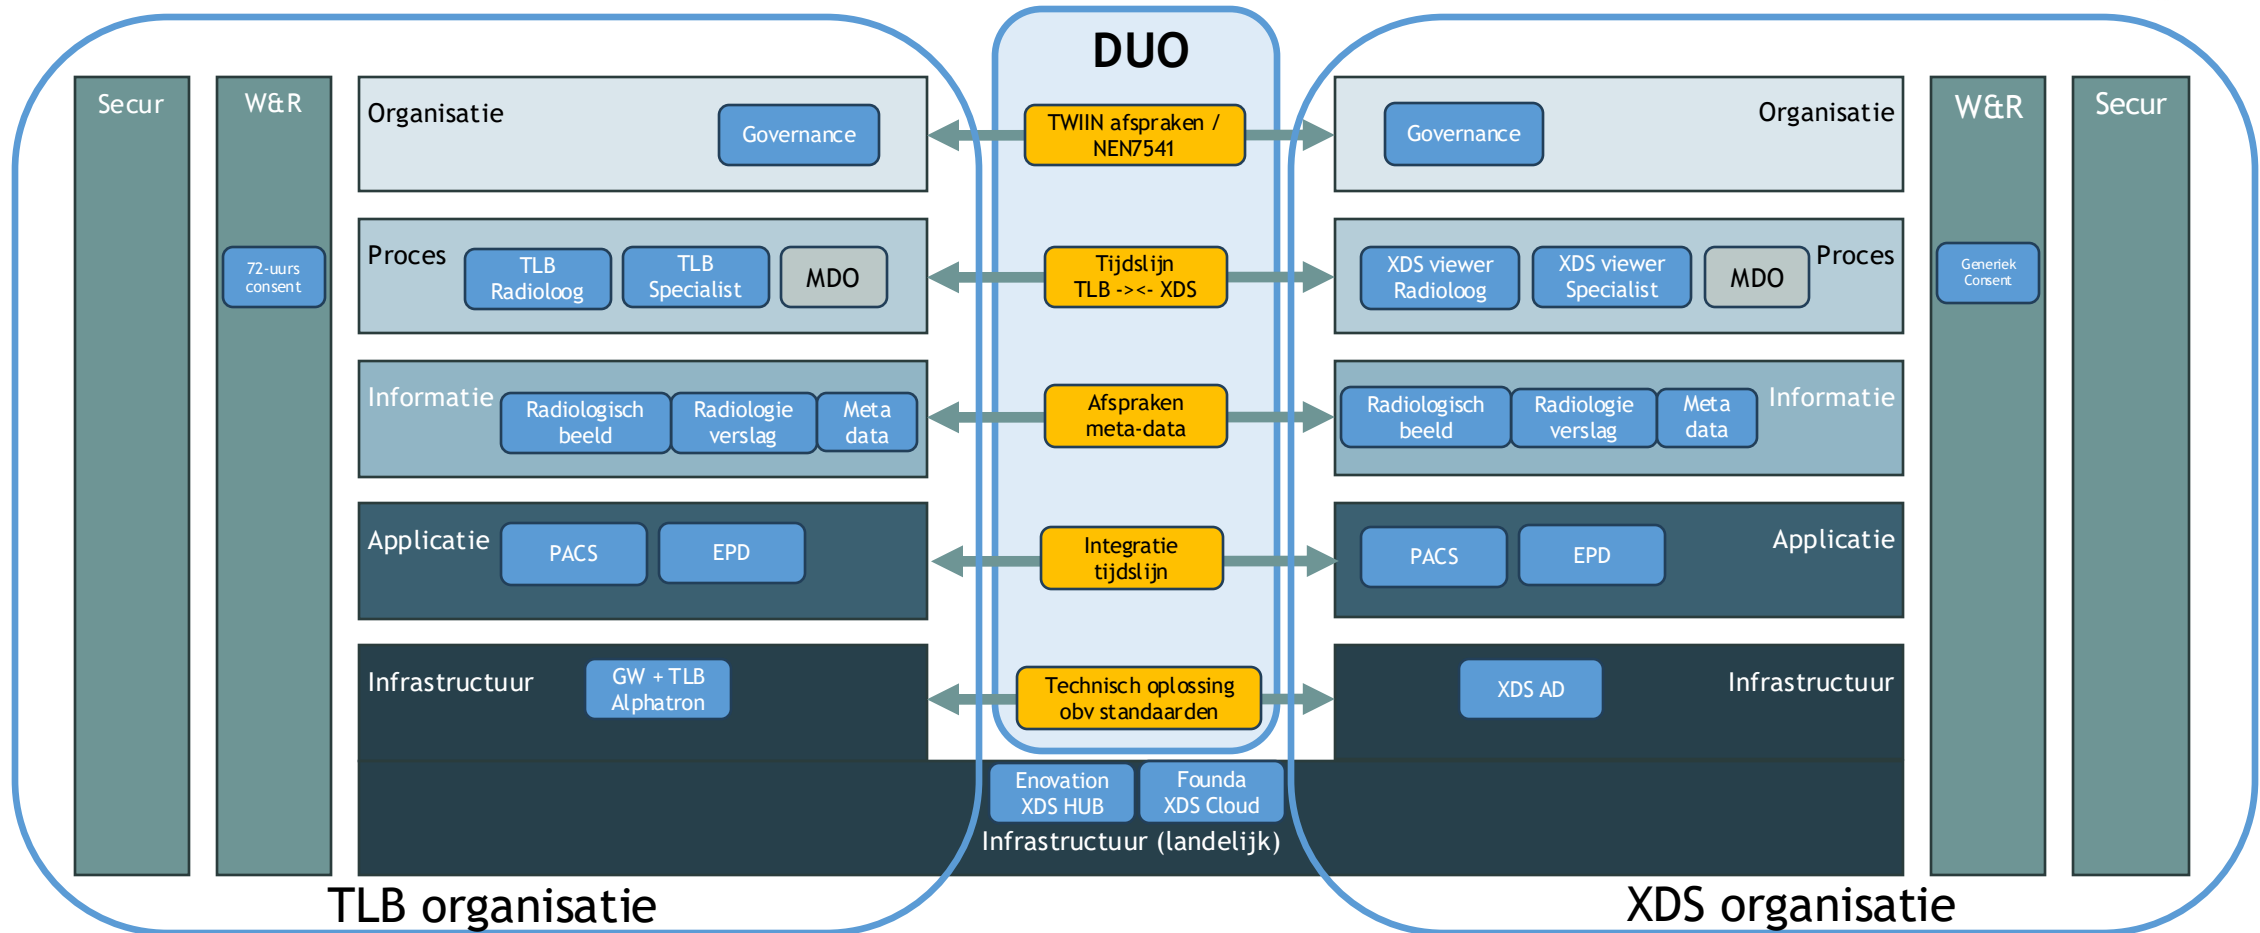 DUO
Secur
W&R
Organisatie
Governance
TWIIN afspraken /
NEN7541
Governance
Organisatie
W&R
Secur
72-uurs
consent
Proces
TLB
Radioloog
TLB
Specialist
MDO
Tijdslijn
TLB -><- XDS
XDS viewer
Radioloog
XDS viewer
Specialist
MDO
Proces
Generiek
Consent
Informatie
Radiologisch
beeld
Radiologie
verslag
Meta
data
Afspraken
meta-data
Radiologisch
beeld
Radiologie
verslag
Meta
data
Informatie
Applicatie
PACS
EPD
Integratie
tijdslijn
PACS
EPD
Applicatie
Infrastructuur
GW + TLB
Alphatron
Technisch oplossing
obv standaarden
XDS AD
Infrastructuur
Enovation
XDS HUB
Founda
XDS Cloud
Infrastructuur (landelijk)
TLB organisatie
XDS organisatie